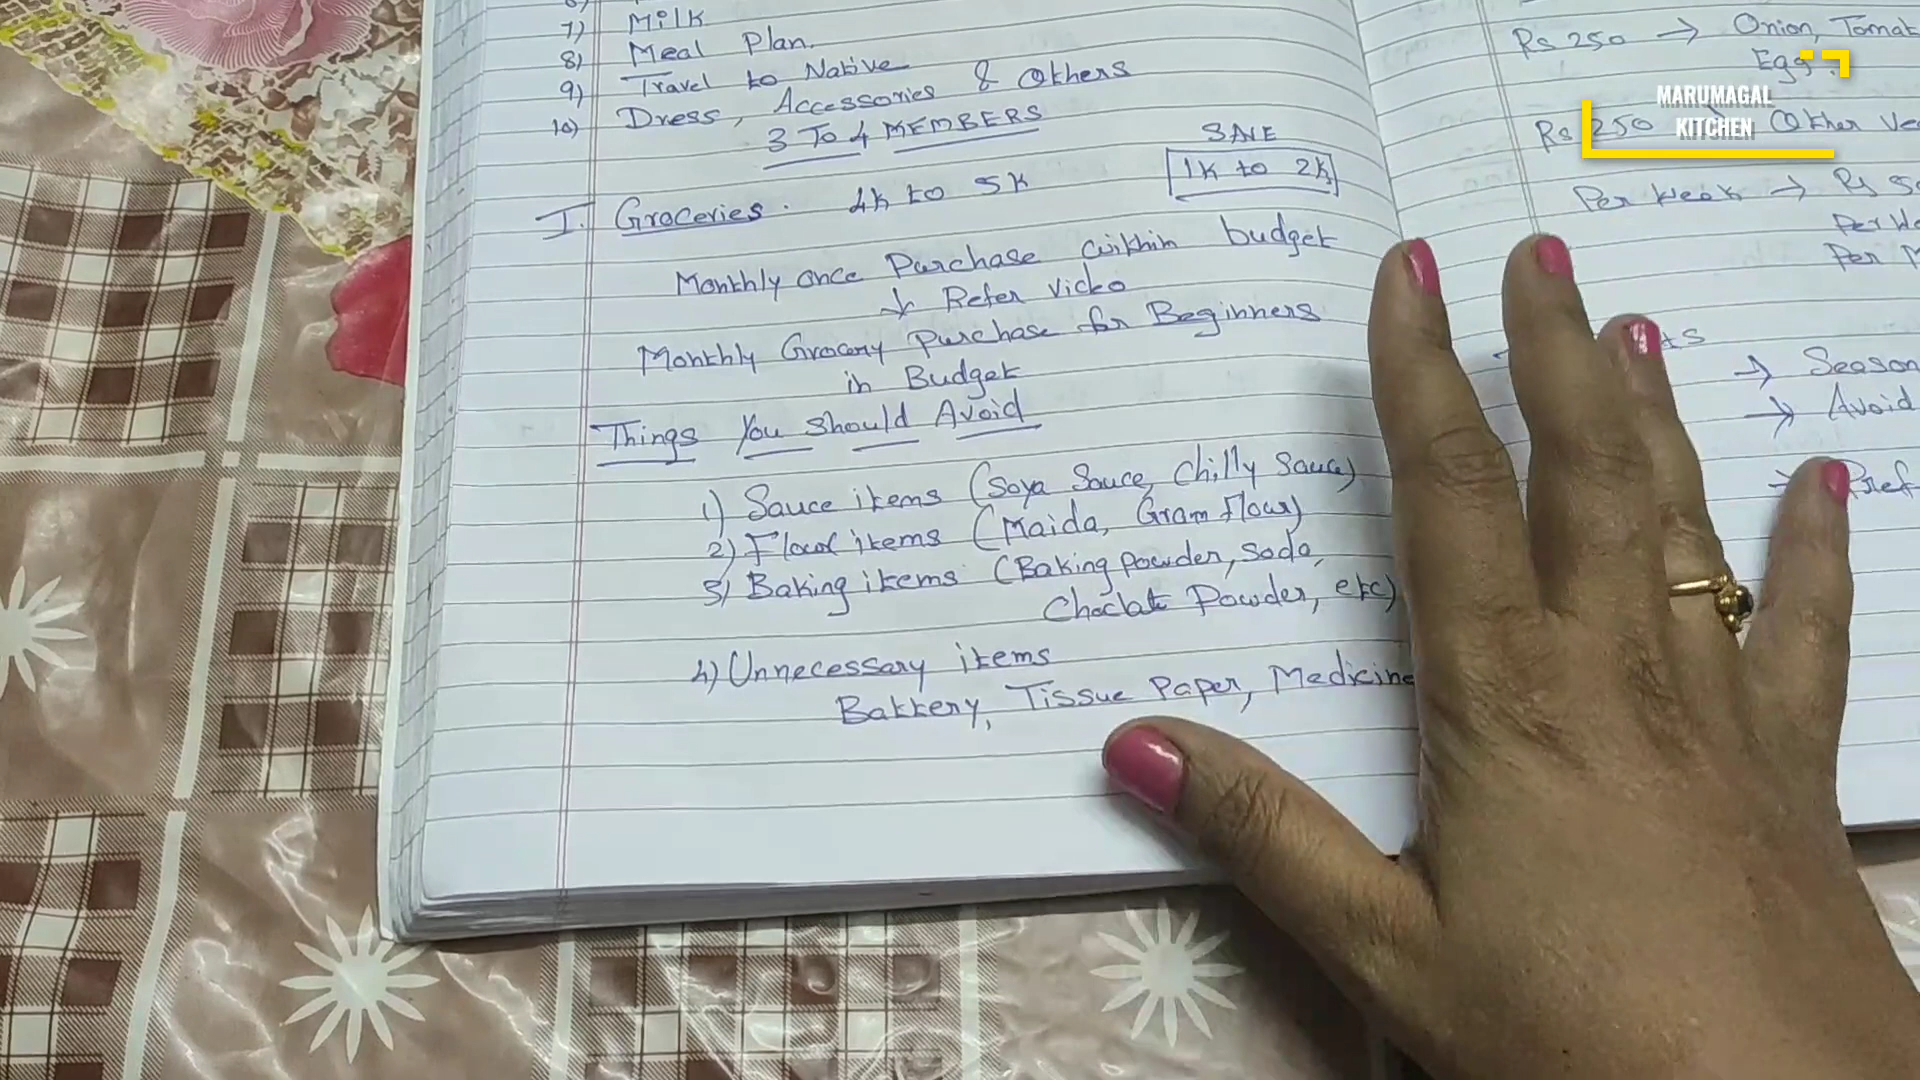 7) Milk
8) Meal Plan.
9) Travel to Native
10) Dress, Accessories & Others
3 To 4 MEMBERS
SAVE
1K to 2K
I. Groceries. 4K to 5K
Monthly once Purchase within budget
Refer Video
Monthly Grocery Purchase for Beginners
in Budget
Things You Should Avoid
1) Sauce items (Soya Sauce, Chilly Sauce)
2) Flour items (Maida, Gram Flour)
3) Baking items (Baking powder, soda,
Choclate Powder, etc)
4) Unnecessary items
Bakkery, Tissue Paper, Medicine
Rs 250 → Onion, Tomat
Egg
MARUMAGAL
KITCHEN
Rs 250 Other Ve
Per Week → Rs
Per
Per M
→ Season
→ Avoid
→ Pref